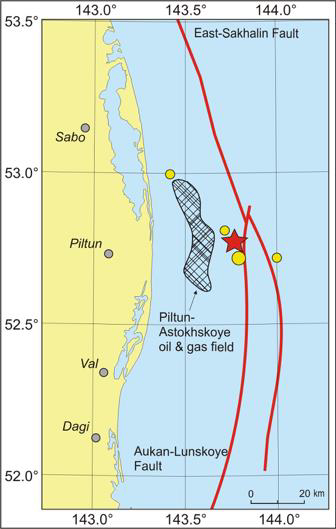 143.0° 143.5° 144.0°
53.5°
East-Sakhalin Fault
Sabo
53.0°
Piltun
52.5°
Piltun-
Astokhskoye
oil & gas field
Val
Dagi
Aukan-Lunskoye
Fault
52.0°
0 20 km
143.0° 143.5° 144.0°